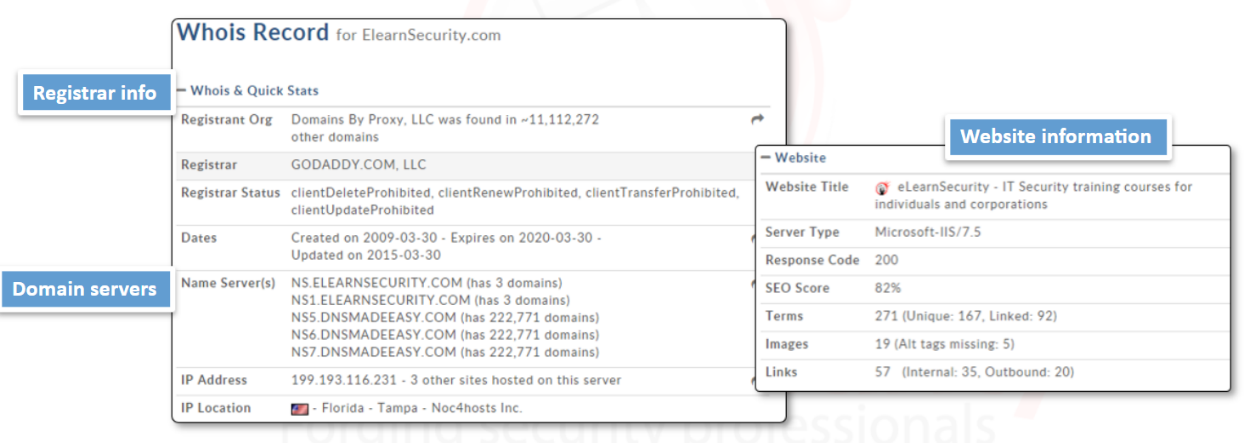 Whois Record for ElearnSecurity.com
Registrar info
− Whois & Quick Stats
Registrant Org Domains By Proxy, LLC was found in ~11,112,272
other domains
Registrar GODADDY.COM, LLC
Registrar Status clientDeleteProhibited, clientRenewProhibited, clientTransferProhibited,
clientUpdateProhibited
Dates Created on 2009-03-30 - Expires on 2020-03-30 -
Updated on 2015-03-30
Domain servers
Name Server(s) NS.ELEARNSECURITY.COM (has 3 domains)
NS1.ELEARNSECURITY.COM (has 3 domains)
NS5.DNSMADEEASY.COM (has 222,771 domains)
NS6.DNSMADEEASY.COM (has 222,771 domains)
NS7.DNSMADEEASY.COM (has 222,771 domains)
IP Address 199.193.116.231 - 3 other sites hosted on this server
IP Location - Florida - Tampa - Noc4hosts Inc.
Website information
− Website
Website Title eLearnSecurity - IT Security training courses for
individuals and corporations
Server Type Microsoft-IIS/7.5
Response Code 200
SEO Score 82%
Terms 271 (Unique: 167, Linked: 92)
Images 19 (Alt tags missing: 5)
Links 57 (Internal: 35, Outbound: 20)
Forging security professionals